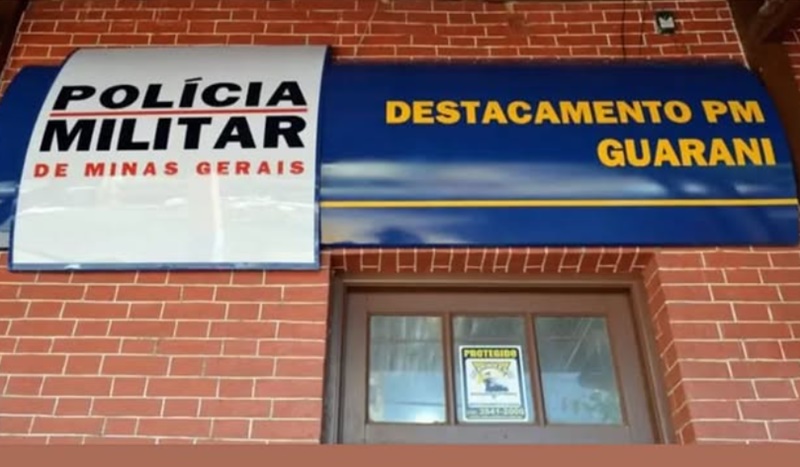 POLÍCIA
MILITAR
DE MINAS GERAIS
DESTACAMENTO PM
GUARANI
PROTEGIDO